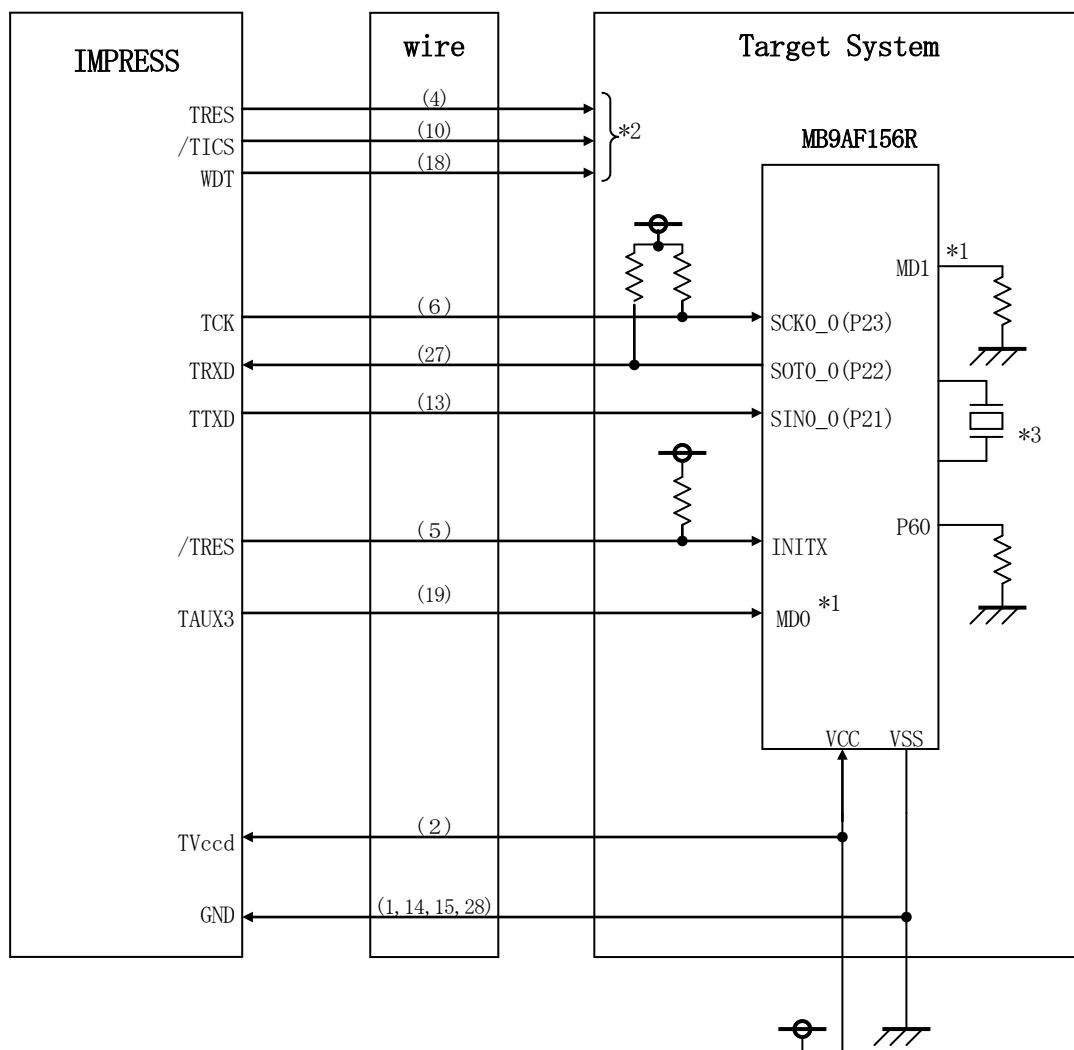 IMPRESS
wire
Target System
TRES
(4)
/TICS
(10)
*2
WDT
(18)
MB9AF156R
MD1
*1
TCK
(6)
SCK0_0(P23)
TRXD
(27)
SOT0_0(P22)
TTXD
(13)
SIN0_0(P21)
*3
P60
/TRES
(5)
INITX
TAUX3
(19)
MD0
*1
VCC
VSS
TVccd
(2)
GND
(1,14,15,28)